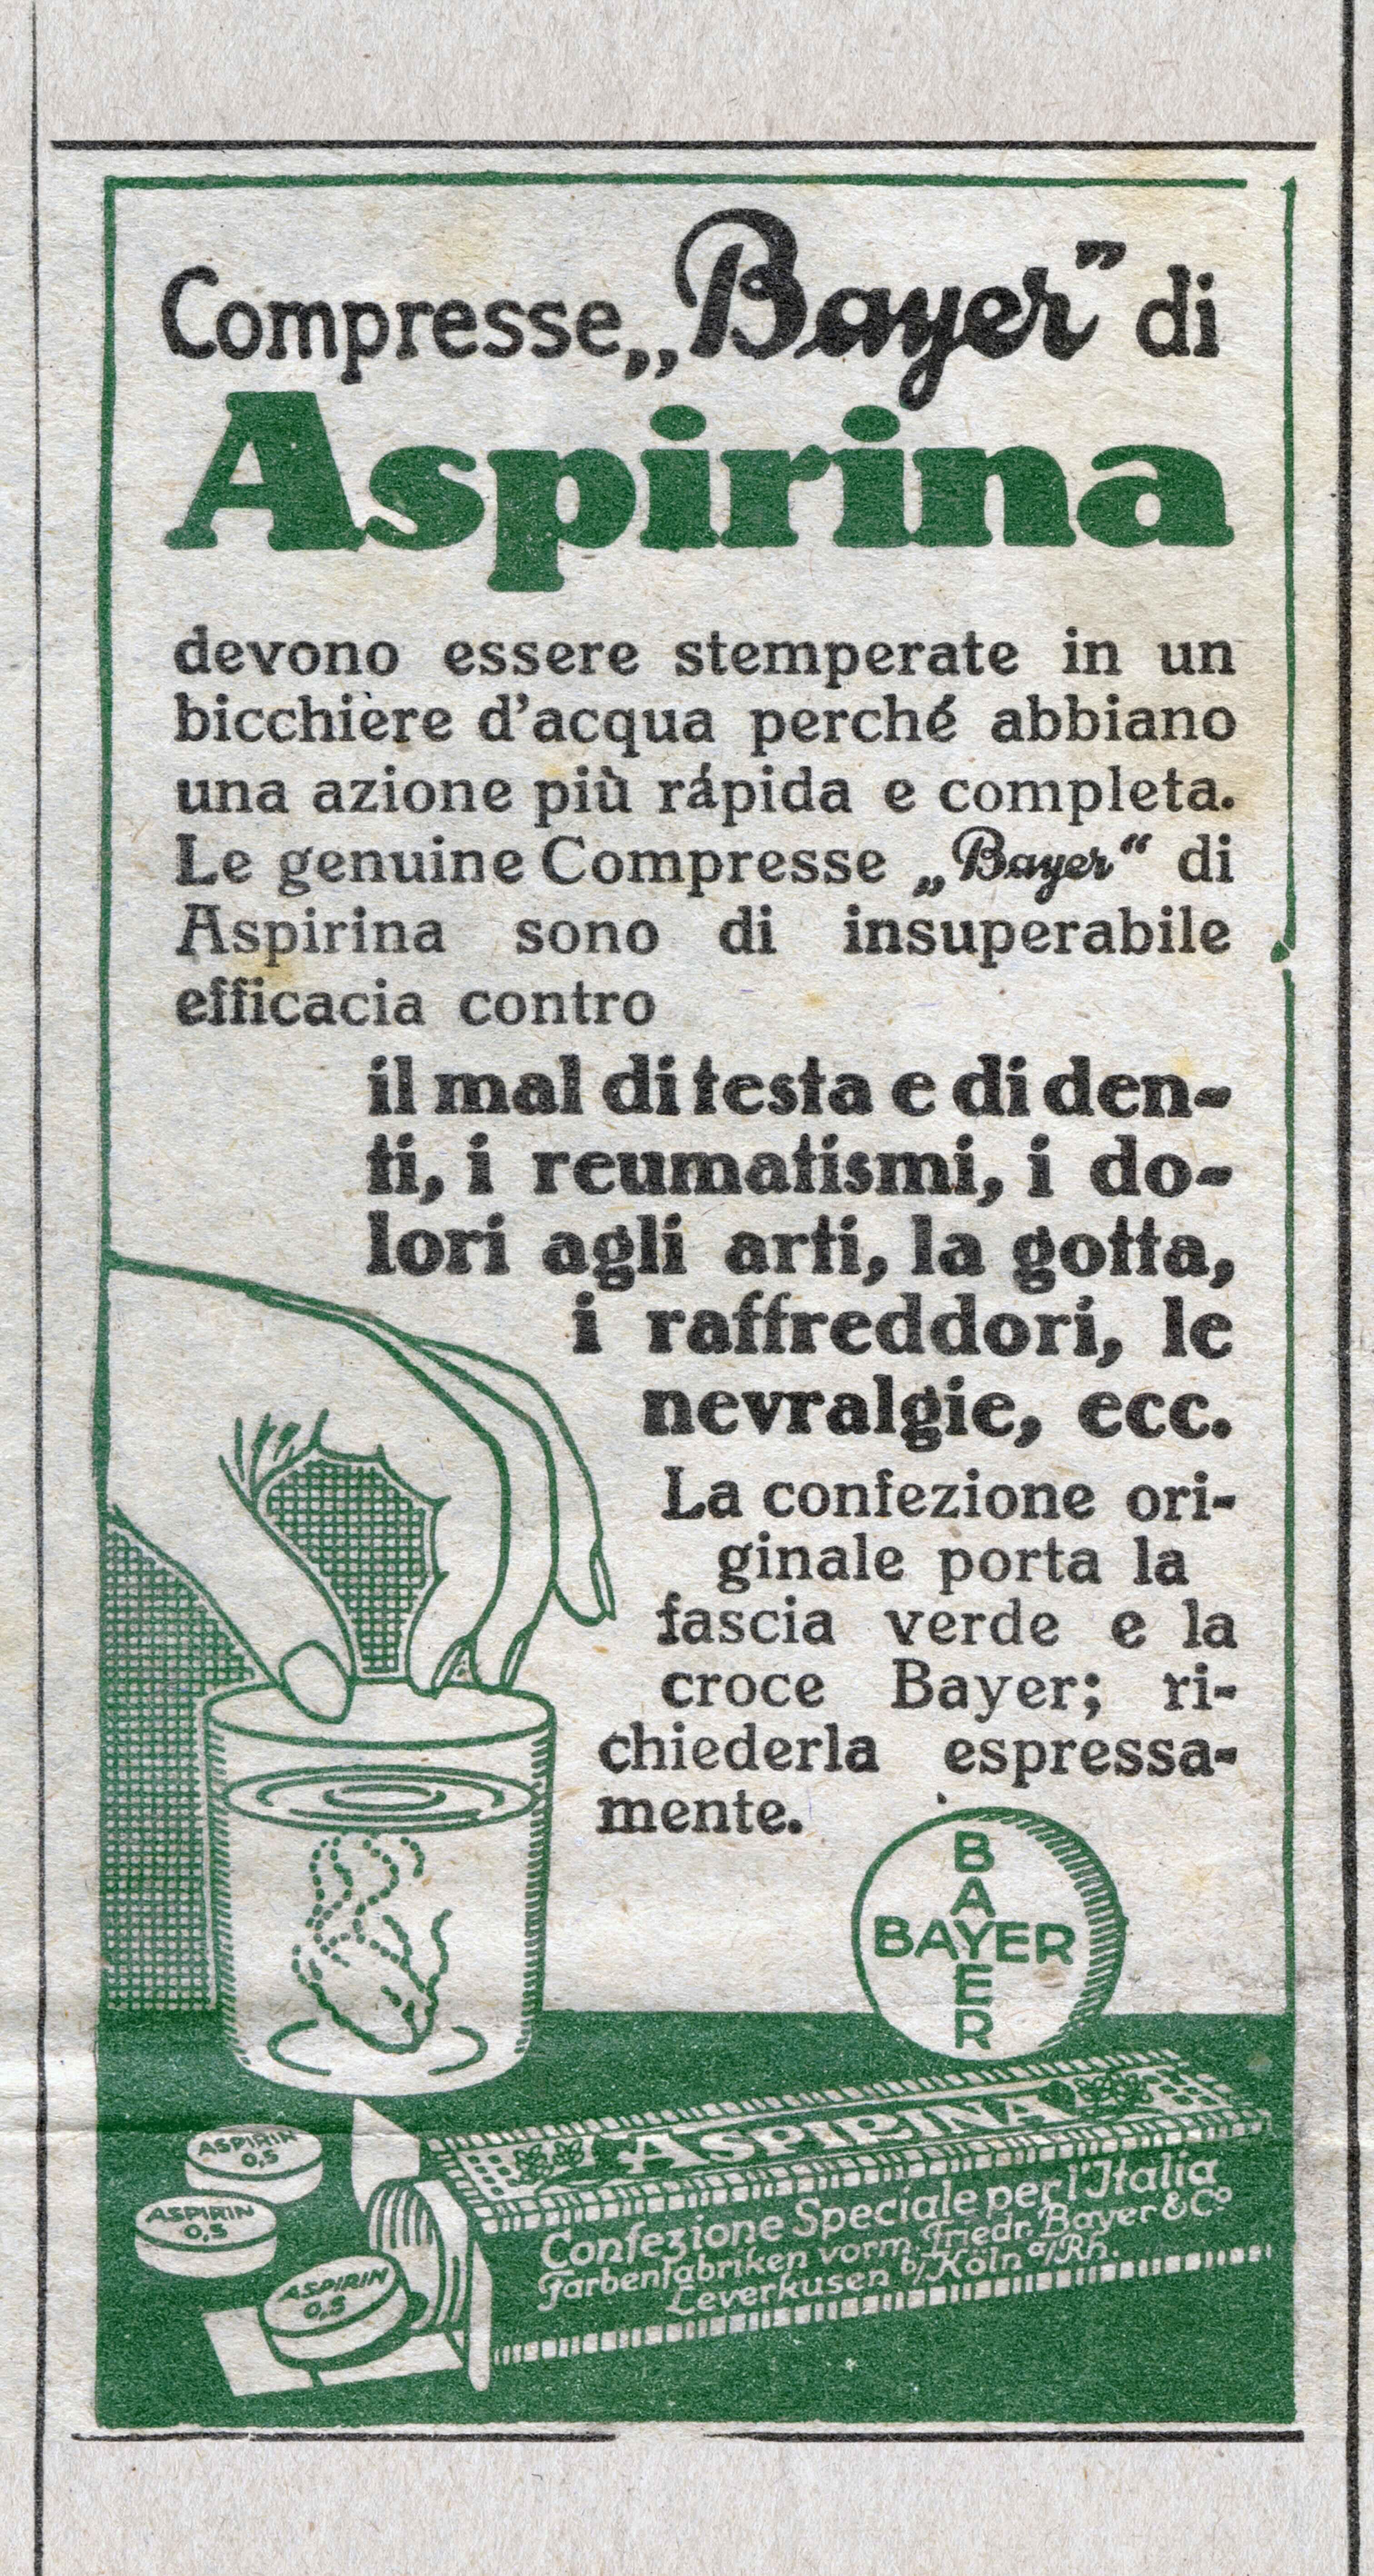 Compresse „Bayer” di
Aspirina
devono essere stemperate in un
bicchière d'acqua perché abbiano
una azione più rápida e completa.
Le genuine Compresse „Bayer“ di
Aspirina sono di insuperabile
efficacia contro
il mal di testa e di den-
ti, i reumatismi, i do-
lori agli arti, la gotta,
i raffreddori, le
nevralgie, ecc.
La confezione ori-
ginale porta la
fascia verde e la
croce Bayer; ri-
chiederla espressa-
mente.
B
A
BAYER
E
R
ASPIRIN
0,5
ASPIRIN
0,5
ASPIRIN
0,5
ASPIRINA
Confezione Speciale per l'Italia
Farbenfabriken vorm. Friedr. Bayer & Co
Leverkusen b/Köln a/Rh.